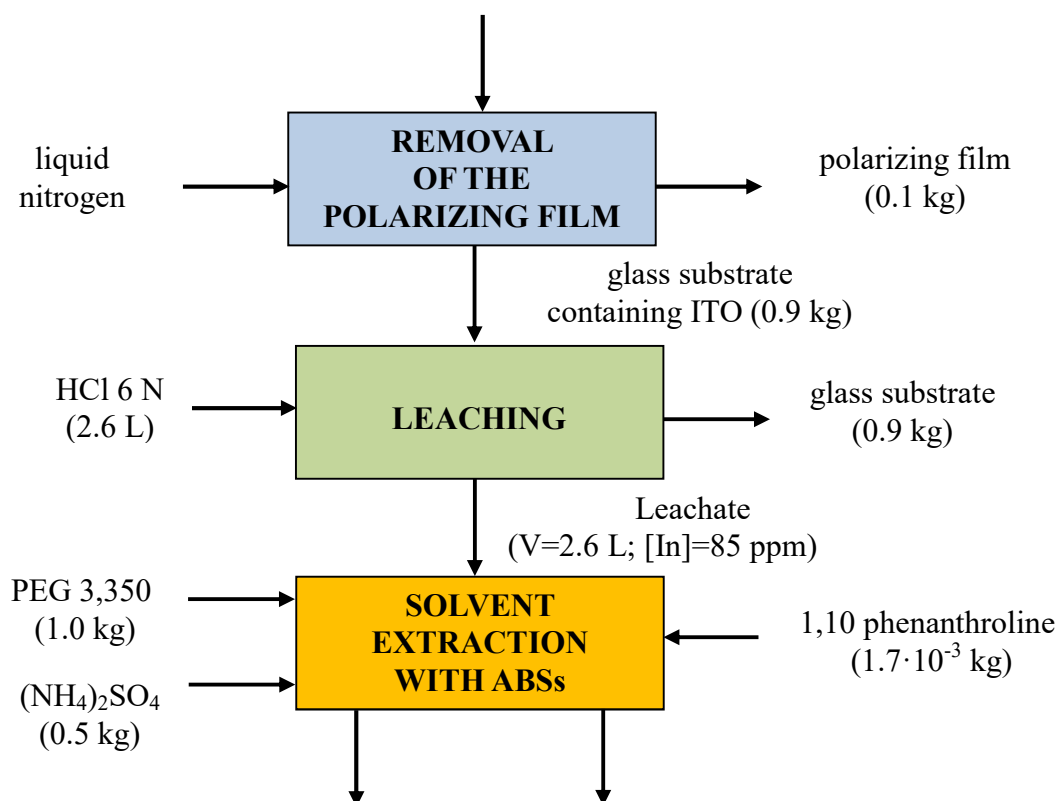 REMOVAL
OF THE
POLARIZING FILM
liquid
nitrogen
polarizing film
(0.1 kg)
glass substrate
containing ITO (0.9 kg)
HCl 6 N
(2.6 L)
LEACHING
glass substrate
(0.9 kg)
Leachate
(V=2.6 L; [In]=85 ppm)
PEG 3,350
(1.0 kg)
(NH₄)₂SO₄
(0.5 kg)
SOLVENT
EXTRACTION
WITH ABSs
1,10 phenanthroline
(1.7·10⁻³ kg)